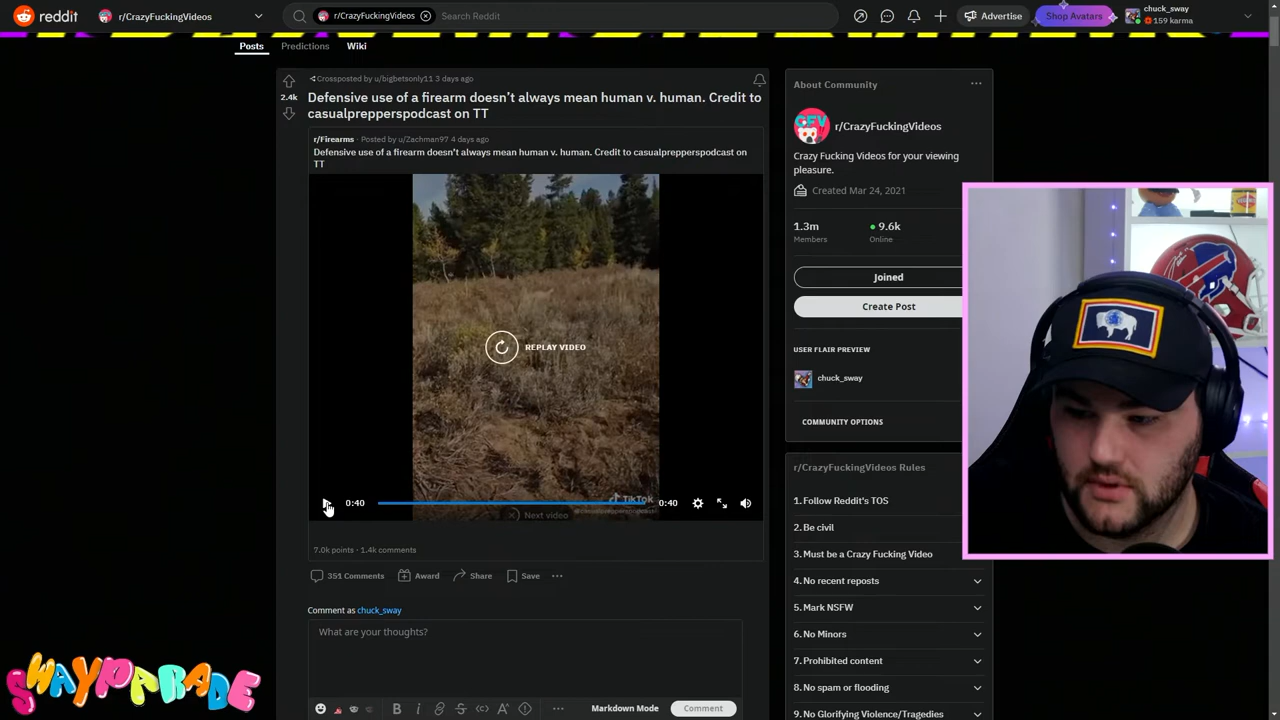 reddit
r/CrazyFuckingVideos
r/CrazyFuckingVideos
Search Reddit
Advertise
Shop Avatars
chuck_sway
159 karma
Posts
Predictions
Wiki
2.4k
Crossposted by u/bigbetsonly11 3 days ago
Defensive use of a firearm doesn't always mean human v. human. Credit to
casualprepperspodcast on TT
r/Firearms · Posted by u/Zachman97 4 days ago
Defensive use of a firearm doesn't always mean human v. human. Credit to casualprepperspodcast on
TT
REPLAY VIDEO
TikTok
@casualprepperspodcast
0:40
0:40
Next video
7.0k points · 1.4k comments
351 Comments
Award
Share
Save
Comment as chuck_sway
What are your thoughts?
Markdown Mode
Comment
About Community
r/CrazyFuckingVideos
Crazy Fucking Videos for your viewing
pleasure.
Created Mar 24, 2021
1.3m
Members
9.6k
Online
Joined
Create Post
USER FLAIR PREVIEW
chuck_sway
COMMUNITY OPTIONS
r/CrazyFuckingVideos Rules
1. Follow Reddit's TOS
2. Be civil
3. Must be a Crazy Fucking Video
4. No recent reposts
5. Mark NSFW
6. No Minors
7. Prohibited content
8. No spam or flooding
9. No Glorifying Violence/Tragedies
SWAYPARADE